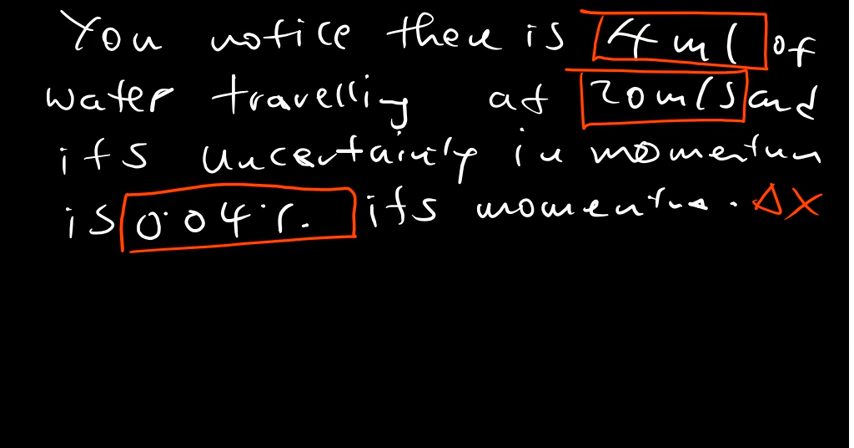 You notice there is 4ml of
water travelling at 20m/s and
its uncertainty in momentum
is 0.04% its momentum. ΔX